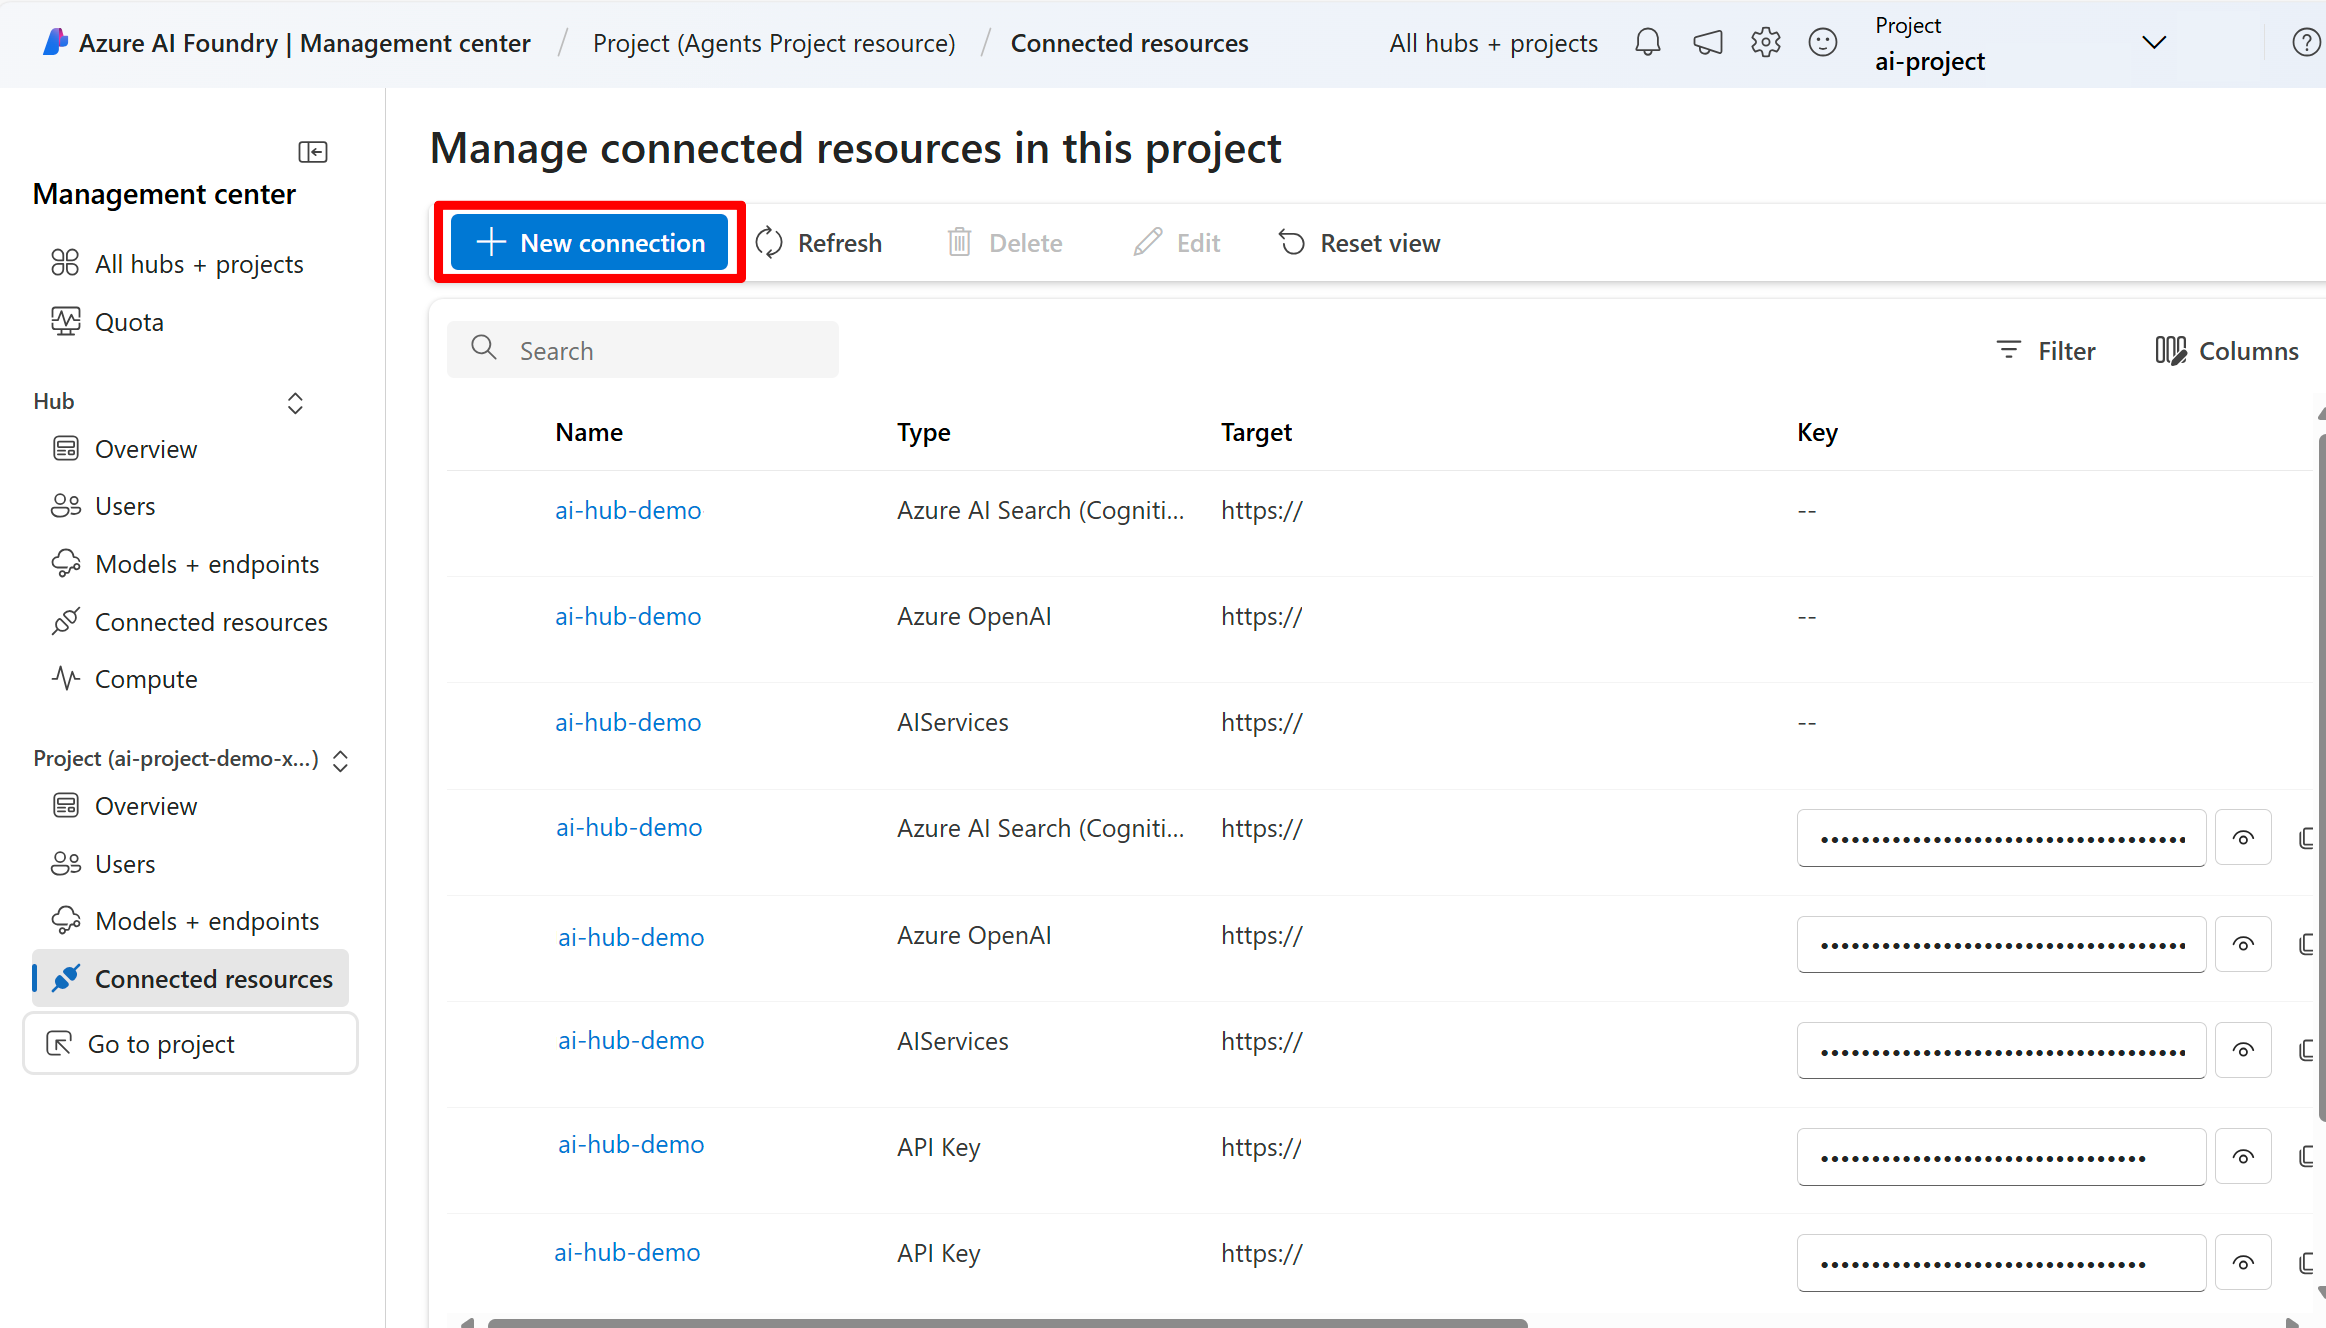 Azure AI Foundry | Management center / Project (Agents Project resource) / Connected resources
All hubs + projects
Project
ai-project
Management center
All hubs + projects
Quota
Hub
Overview
Users
Models + endpoints
Connected resources
Compute
Project (ai-project-demo-x...)
Overview
Users
Models + endpoints
Connected resources
Go to project
Manage connected resources in this project
New connection Refresh Delete Edit Reset view
Search Filter Columns
Name Type Target Key
ai-hub-demo Azure AI Search (Cogniti... https:// --
ai-hub-demo Azure OpenAI https:// --
ai-hub-demo AIServices https:// --
ai-hub-demo Azure AI Search (Cogniti... https://
ai-hub-demo Azure OpenAI https://
ai-hub-demo AIServices https://
ai-hub-demo API Key https://
ai-hub-demo API Key https://